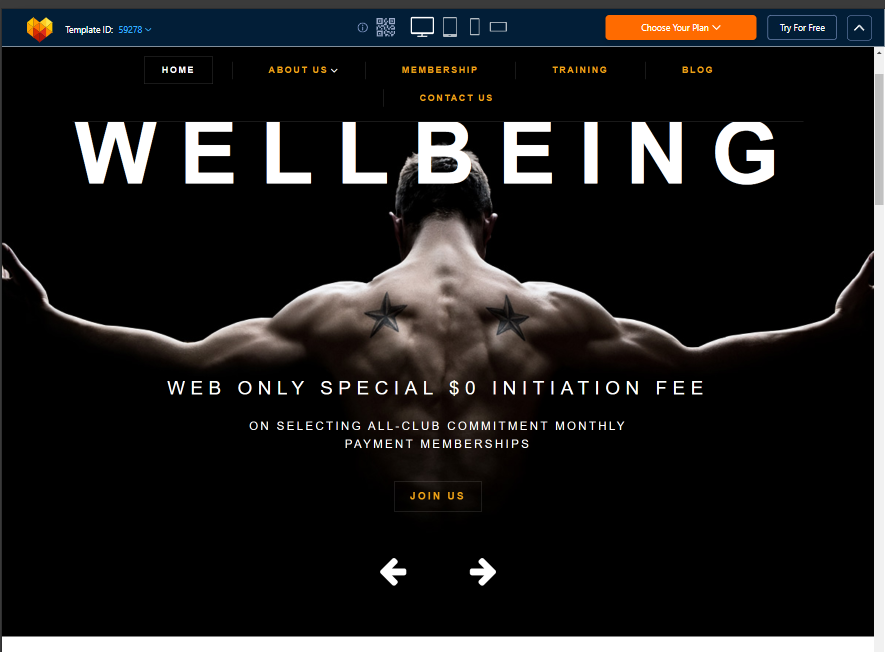 Template ID: 59278
Choose Your Plan
Try For Free
HOME
ABOUT US
MEMBERSHIP
TRAINING
BLOG
CONTACT US
WELLBEING
WEB ONLY SPECIAL $0 INITIATION FEE
ON SELECTING ALL-CLUB COMMITMENT MONTHLY
PAYMENT MEMBERSHIPS
JOIN US